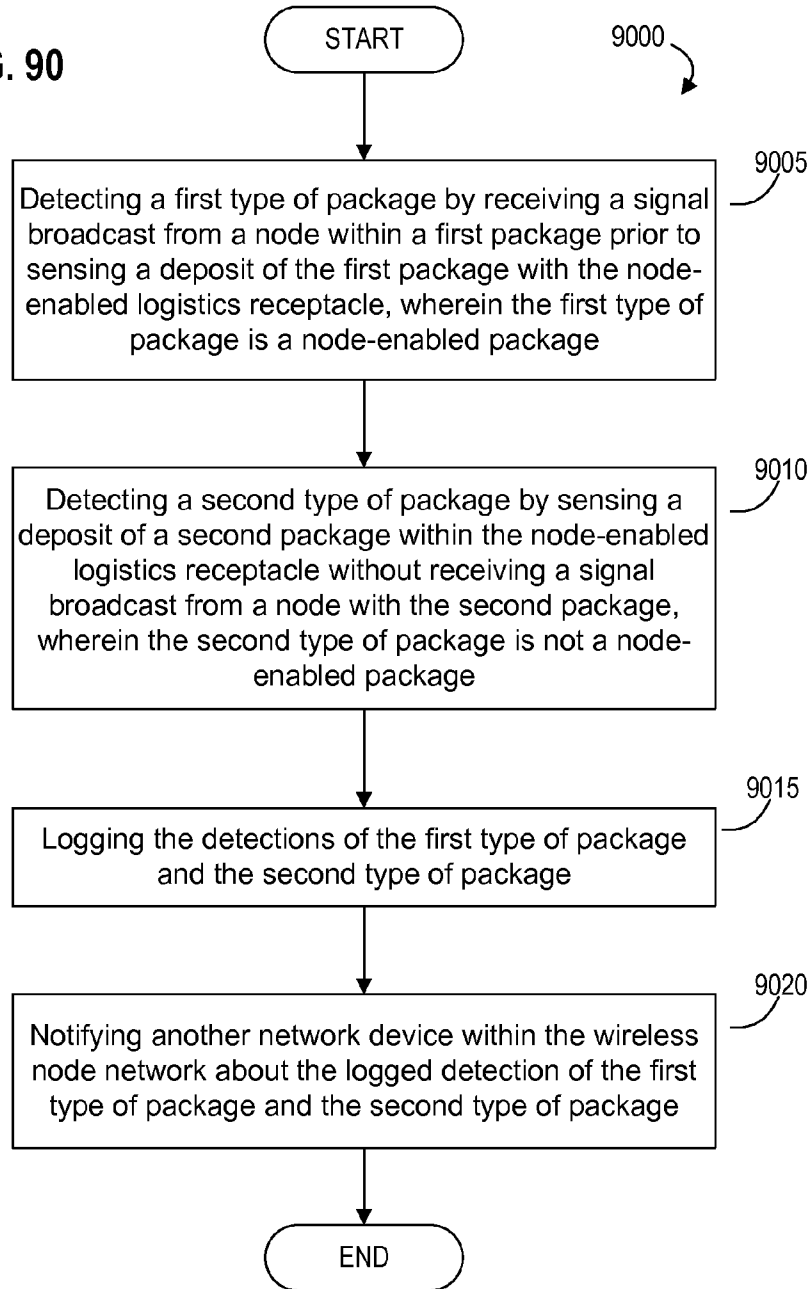 START
9000
. 90
9005
Detecting a first type of package by receiving a signal
broadcast from a node within a first package prior to
sensing a deposit of the first package with the node-
enabled logistics receptacle, wherein the first type of
package is a node-enabled package
9010
Detecting a second type of package by sensing a
deposit of a second package within the node-enabled
logistics receptacle without receiving a signal
broadcast from a node with the second package,
wherein the second type of package is not a node-
enabled package
9015
Logging the detections of the first type of package
and the second type of package
9020
Notifying another network device within the wireless
node network about the logged detection of the first
type of package and the second type of package
END